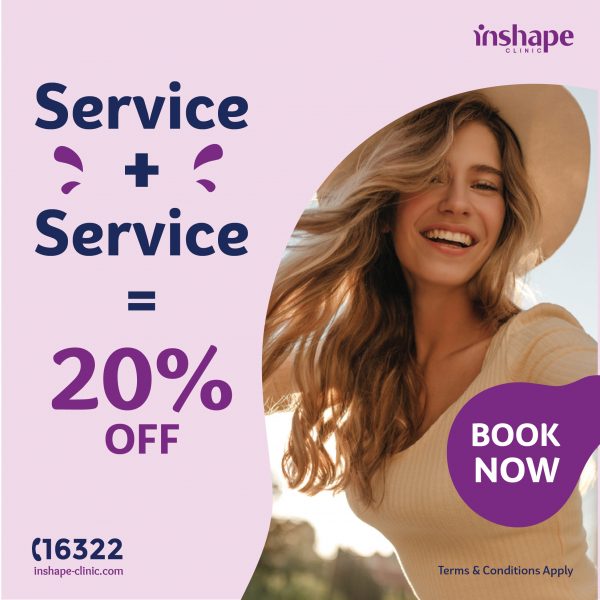 inshape
CLINIC
Service
+
Service
=
20%
OFF
BOOK
NOW
16322
inshape-clinic.com
Terms & Conditions Apply